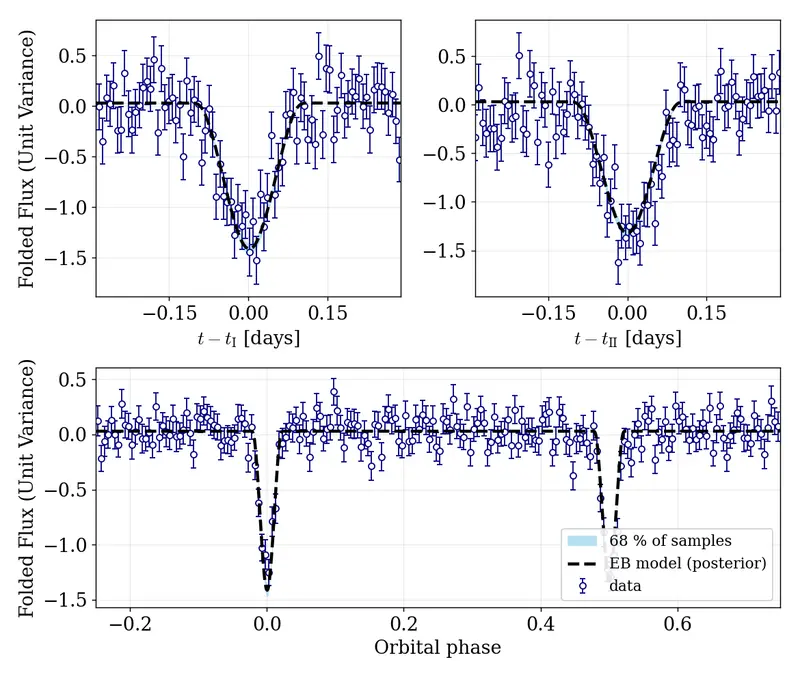 Folded Flux (Unit Variance)
0.5
0.0
−0.5
−1.0
−1.5
−0.15 0.00 0.15
t − t_I [days]
0.5
0.0
−0.5
−1.0
−1.5
−0.15 0.00 0.15
t − t_II [days]
Folded Flux (Unit Variance)
0.5
0.0
−0.5
−1.0
−1.5
−0.2 0.0 0.2 0.4 0.6
Orbital phase
68 % of samples
EB model (posterior)
data